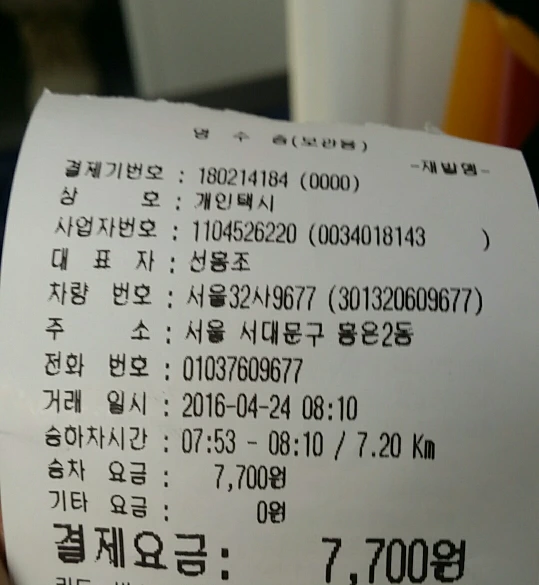 영 수 증(보관용)
-재발행-
결제기번호 : 180214184 (0000)
상 호 : 개인택시
사업자번호 : 1104526220 (0034018143 )
대 표 자 : 선홍조
차량 번호 : 서울32사9677 (301320609677)
주 소 : 서울 서대문구 홍은2동
전화 번호 : 01037609677
거래 일시 : 2016-04-24 08:10
승하차시간 : 07:53 - 08:10 / 7.20 Km
승차 요금 : 7,700원
기타 요금 : 0원
결제요금: 7,700원